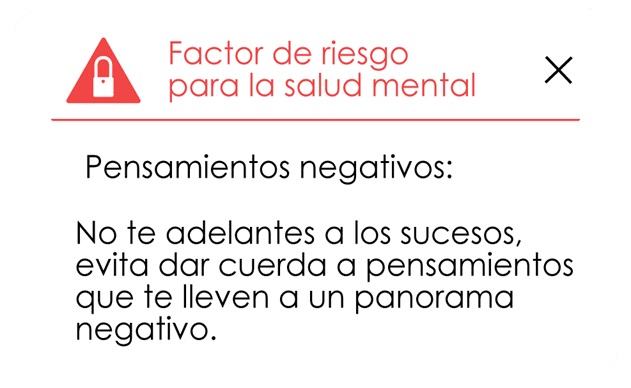 Factor de riesgo
para la salud mental
Pensamientos negativos:
No te adelantes a los sucesos,
evita dar cuerda a pensamientos
que te lleven a un panorama
negativo.